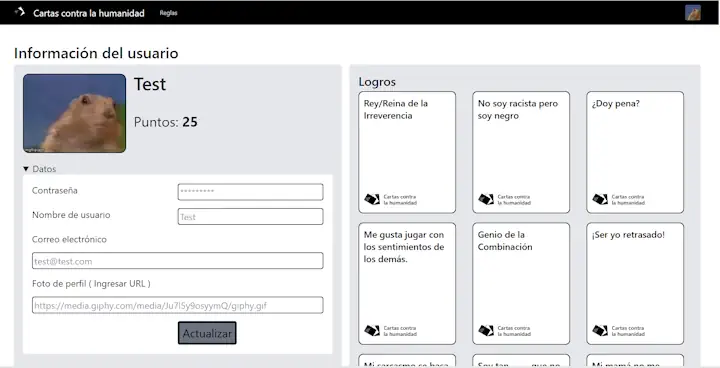 Cartas contra la humanidad
Reglas
Información del usuario
Test
Puntos: 25
▼ Datos
Contraseña
*********
Nombre de usuario
Test
Correo electrónico
test@test.com
Foto de perfil ( Ingresar URL )
https://media.giphy.com/media/Ju7l5y9osyymQ/giphy.gif
Actualizar
Logros
Rey/Reina de la
Irreverencia
Cartas contra
la humanidad
No soy racista pero
soy negro
Cartas contra
la humanidad
¿Doy pena?
Cartas contra
la humanidad
Me gusta jugar con
los sentimientos de
los demás.
Cartas contra
la humanidad
Genio de la
Combinación
Cartas contra
la humanidad
¡Ser yo retrasado!
Cartas contra
la humanidad
Mi sarcasmo se hace
Soy tan ..... que no
Mi mamá no me